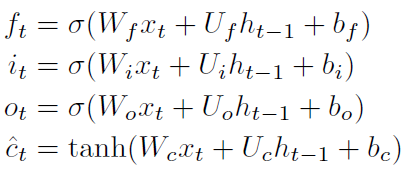 f_t = σ(W_f x_t + U_f h_{t−1} + b_f)
i_t = σ(W_i x_t + U_i h_{t−1} + b_i)
o_t = σ(W_o x_t + U_o h_{t−1} + b_o)
ĉ_t = tanh(W_c x_t + U_c h_{t−1} + b_c)